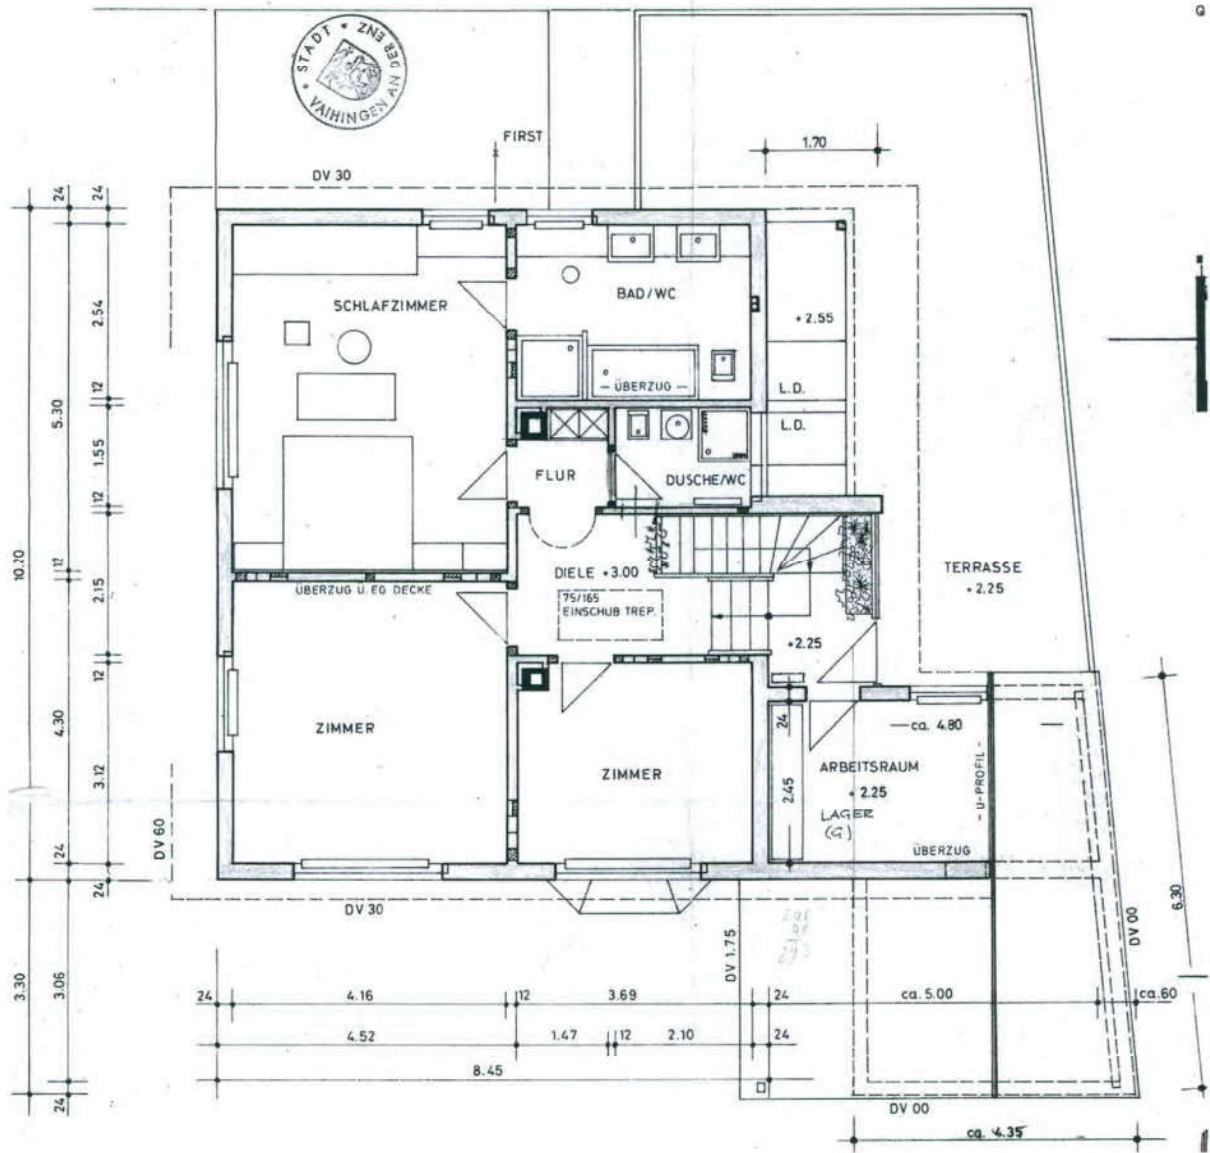 STADT * VAIHINGEN AN DER ENZ *
FIRST
1.70
DV 30
24
24
SCHLAFZIMMER
BAD/WC
+ 2.55
2.54
- ÜBERZUG -
L.D.
12
5.30
L.D.
1.55
FLUR
DUSCHE/WC
12
10.20
12
DIELE +3.00
TERRASSE
+ 2.25
ÜBERZUG Ü. EG DECKE
75/165
EINSCHUB TREP.
2.15
+2.25
12
4.30
ZIMMER
ZIMMER
24
ca. 4.80
ARBEITSRAUM
+ 2.25
- U-PROFIL -
2.45
LAGER
(G)
ÜBERZUG
3.12
DV 60
24
24
DV 30
6.30
DV 00
DV 1.75
3.30
3.06
24
4.16
12
3.69
24
ca. 5.00
ca. 60
4.52
1.47
12
2.10
24
8.45
24
DV 00
ca. 4.35